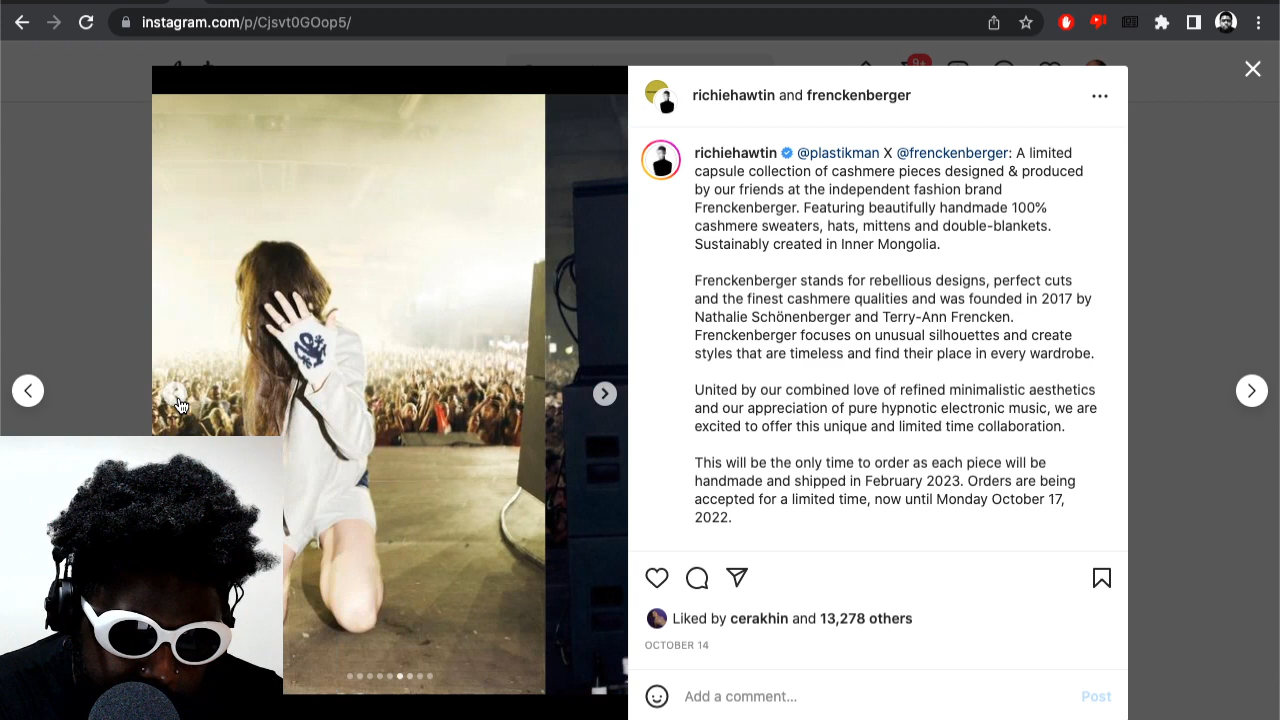 instagram.com/p/Cjsvt0GOop5/
9+
richiehawtin and frenckenberger
richiehawtin @plastikman X @frenckenberger: A limited
capsule collection of cashmere pieces designed & produced
by our friends at the independent fashion brand
Frenckenberger. Featuring beautifully handmade 100%
cashmere sweaters, hats, mittens and double-blankets.
Sustainably created in Inner Mongolia.
Frenckenberger stands for rebellious designs, perfect cuts
and the finest cashmere qualities and was founded in 2017 by
Nathalie Schönenberger and Terry-Ann Frencken.
Frenckenberger focuses on unusual silhouettes and create
styles that are timeless and find their place in every wardrobe.
United by our combined love of refined minimalistic aesthetics
and our appreciation of pure hypnotic electronic music, we are
excited to offer this unique and limited time collaboration.
This will be the only time to order as each piece will be
handmade and shipped in February 2023. Orders are being
accepted for a limited time, now until Monday October 17,
2022.
Liked by cerakhin and 13,278 others
OCTOBER 14
Add a comment...
Post